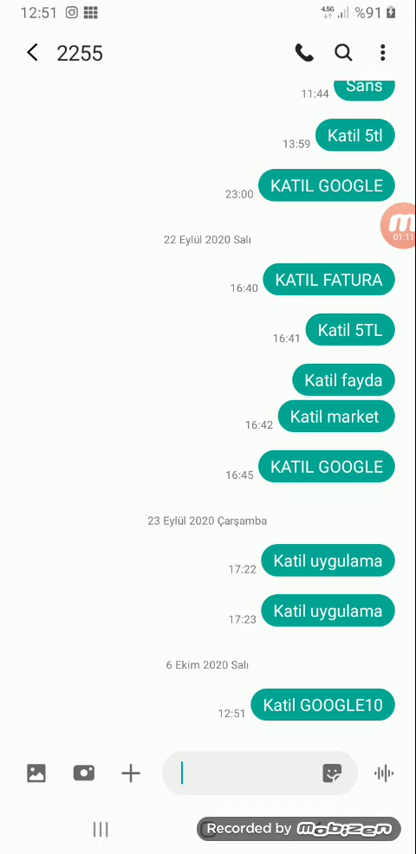 12:51 4.5G %91
2255
11:44 Sans
13:59 Katil 5tl
23:00 KATIL GOOGLE
01:11
22 Eylül 2020 Salı
16:40 KATIL FATURA
16:41 Katil 5TL
Katil fayda
16:42 Katil market
16:45 KATIL GOOGLE
23 Eylül 2020 Çarşamba
17:22 Katil uygulama
17:23 Katil uygulama
6 Ekim 2020 Salı
12:51 Katil GOOGLE10
Recorded by mobizen